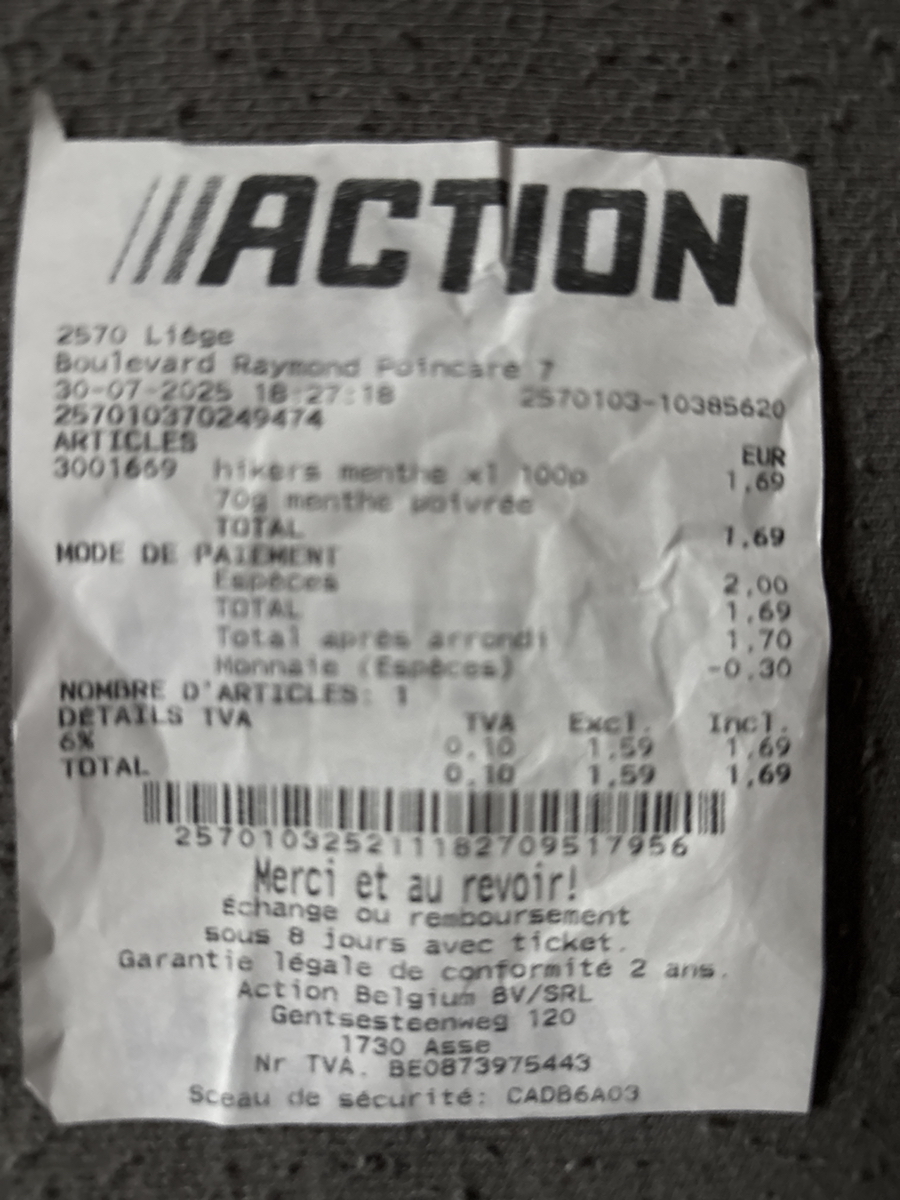 ACTION
2570 Liège
Boulevard Raymond Poincaré 7
30-07-2025 18:27:18 2570103-10385620
257010370249474
ARTICLES EUR
3001669 hikers menthe x1 100p 1,69
70g menthe poivrée
TOTAL 1,69
MODE DE PAIEMENT
Espèces 2,00
TOTAL 1,69
Total après arrondi 1,70
Monnaie (Espèces) -0,30
NOMBRE D'ARTICLES: 1
DÉTAILS TVA TVA Excl. Incl.
6% 0,10 1,59 1,69
TOTAL 0,10 1,59 1,69
2570103252111182709517956
Merci et au revoir!
Échange ou remboursement
sous 8 jours avec ticket.
Garantie légale de conformité 2 ans.
Action Belgium BV/SRL
Gentsesteenweg 120
1730 Asse
Nr TVA. BE0873975443
Sceau de sécurité: CADB6A03